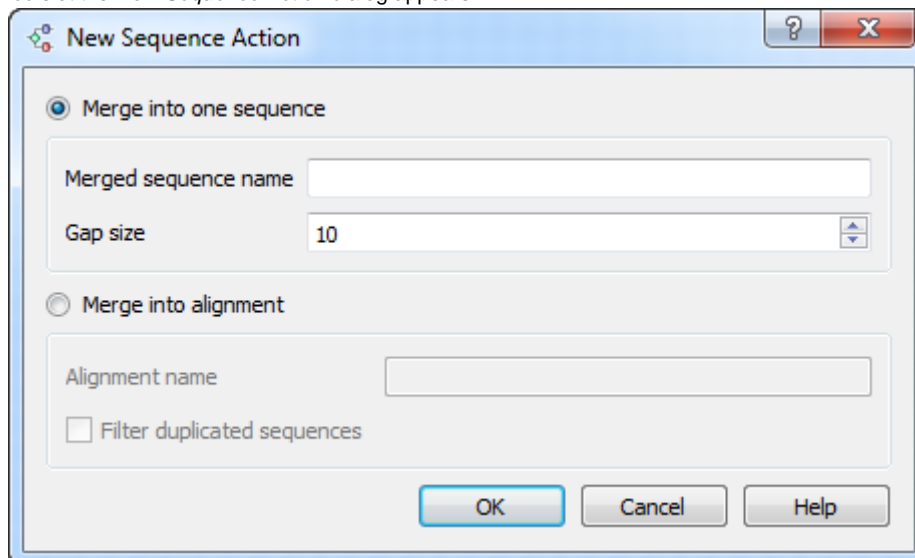 New Sequence Action
Merge into one sequence
Merged sequence name
Gap size 10
Merge into alignment
Alignment name
Filter duplicated sequences
OK Cancel Help